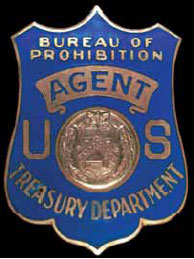 BUREAU OF
PROHIBITION
AGENT
U S
TREASURY DEPARTMENT